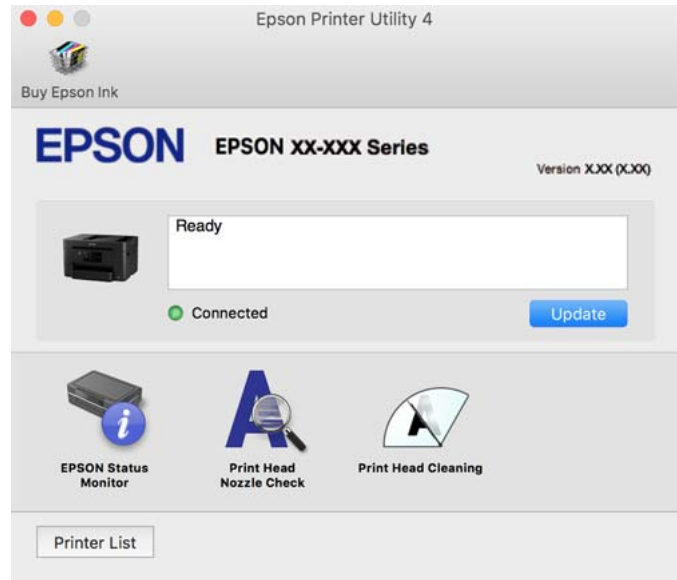 Epson Printer Utility 4
Buy Epson Ink
EPSON
EPSON XX-XXX Series
Version X.XX (X.XX)
Ready
Connected
Update
EPSON Status
Monitor
Print Head
Nozzle Check
Print Head Cleaning
Printer List